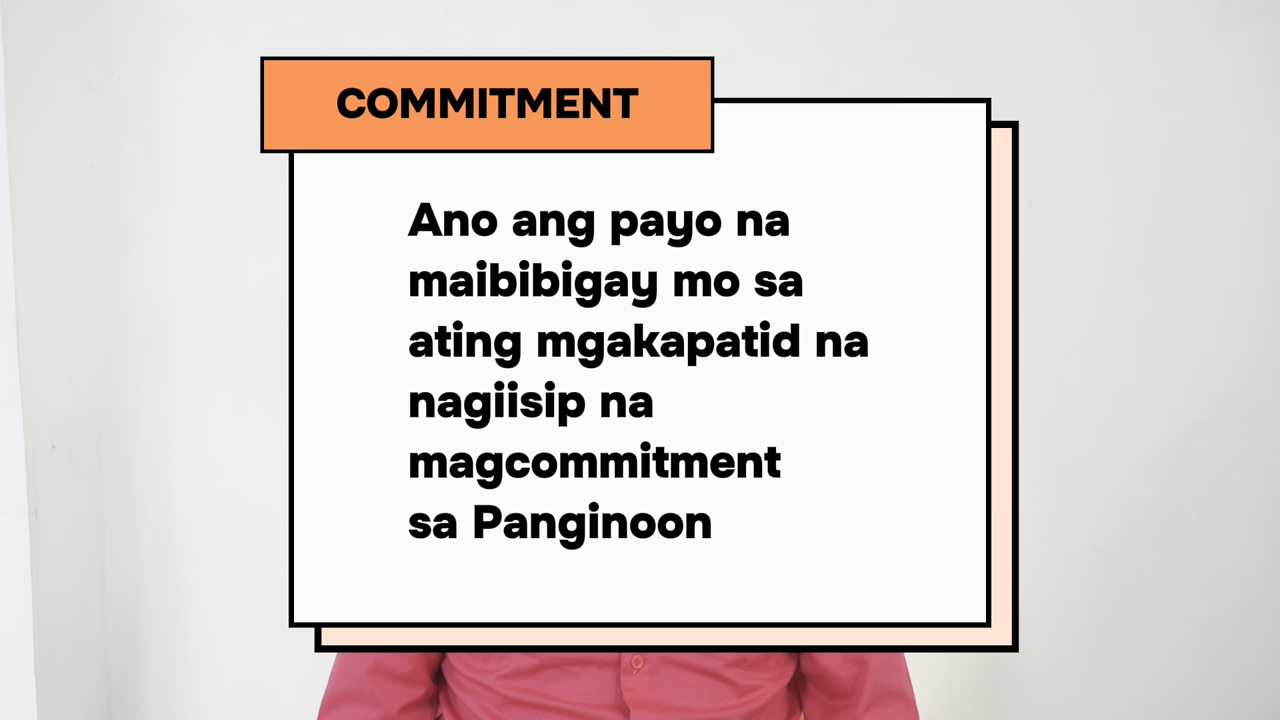 COMMITMENT
Ano ang payo na
maibibigay mo sa
ating mgakapatid na
nagiisip na
magcommitment
sa Panginoon